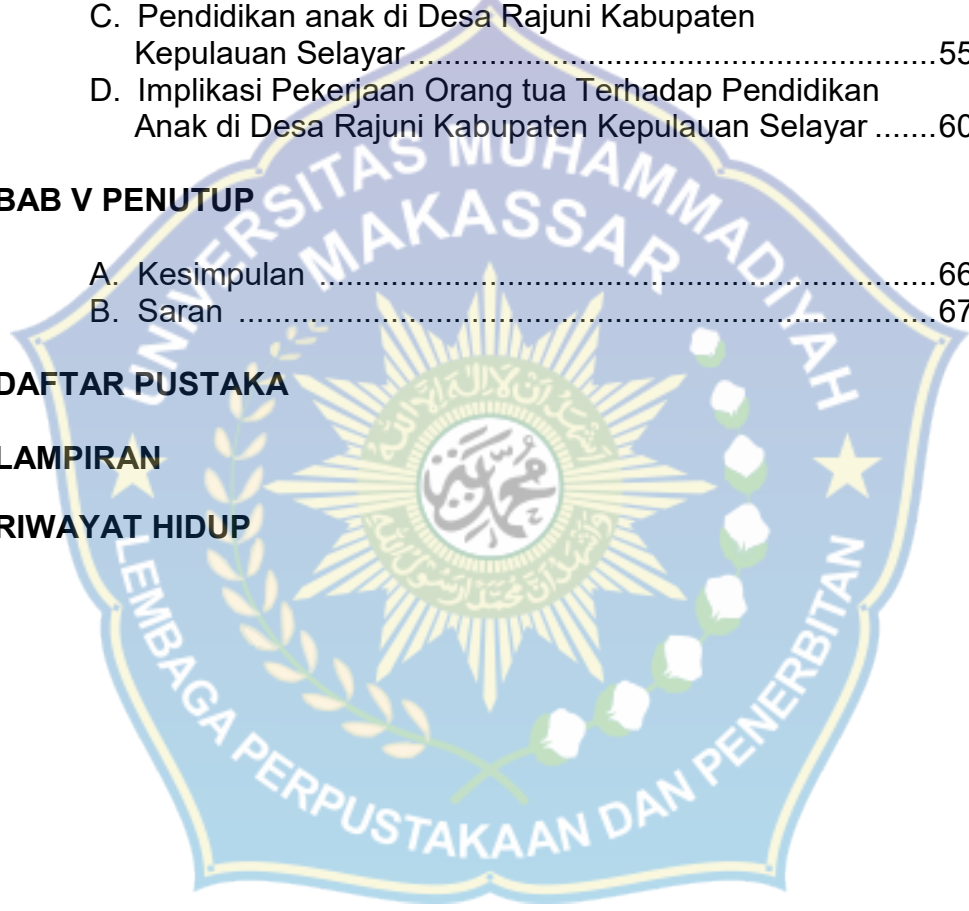 C. Pendidikan anak di Desa Rajuni Kabupaten
Kepulauan Selayar............................................................55
D. Implikasi Pekerjaan Orang tua Terhadap Pendidikan
Anak di Desa Rajuni Kabupaten Kepulauan Selayar .......60
BAB V PENUTUP
A. Kesimpulan ......................................................................66
B. Saran ...............................................................................67
DAFTAR PUSTAKA
LAMPIRAN
RIWAYAT HIDUP
UNIVERSITAS MUHAMMADIYAH
MAKASSAR
LEMBAGA PERPUSTAKAAN DAN PENERBITAN